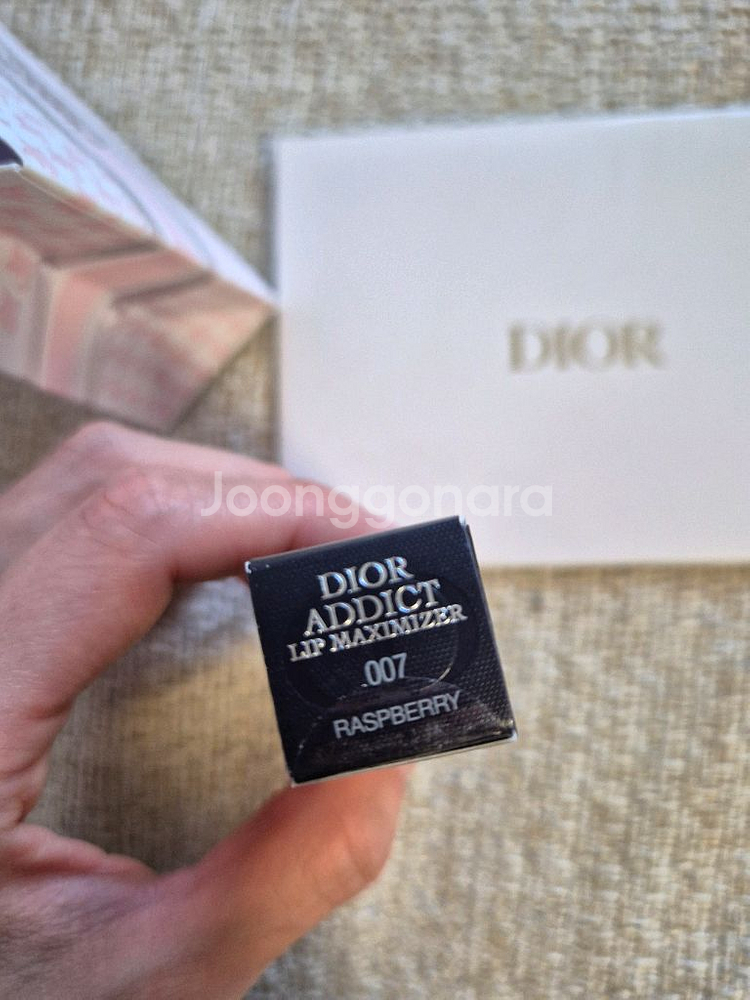 DIOR
Joonggonara
DIOR
ADDICT
LIP MAXIMIZER
007
RASPBERRY